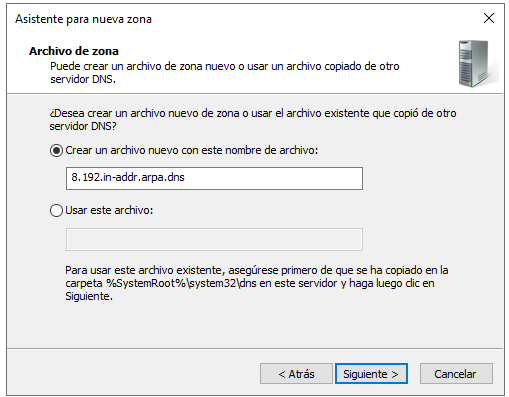 Asistente para nueva zona
Archivo de zona
Puede crear un archivo de zona nuevo o usar un archivo copiado de otro
servidor DNS.
¿Desea crear un archivo nuevo de zona o usar el archivo existente que copió de otro
servidor DNS?
Crear un archivo nuevo con este nombre de archivo:
8.192.in-addr.arpa.dns
Usar este archivo:
Para usar este archivo existente, asegúrese primero de que se ha copiado en la
carpeta %SystemRoot%\system32\dns en este servidor y haga luego clic en
Siguiente.
< Atrás
Siguiente >
Cancelar